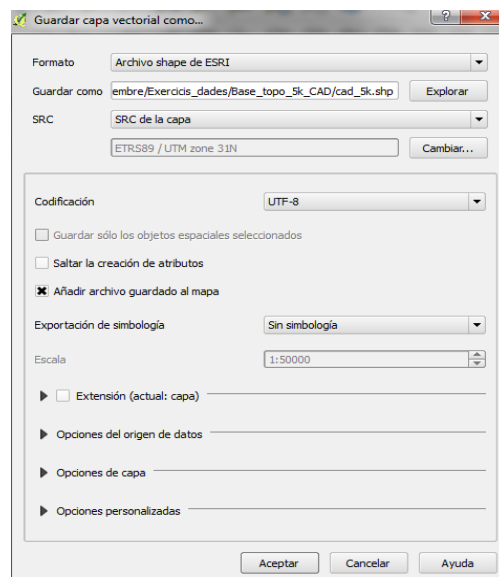 Guardar capa vectorial como...
Formato Archivo shape de ESRI
Guardar como embre/Exercicis_dades/Base_topo_5k_CAD/cad_5k.shp Explorar
SRC SRC de la capa
ETRS89 / UTM zone 31N Cambiar...
Codificación UTF-8
Guardar sólo los objetos espaciales seleccionados
Saltar la creación de atributos
Añadir archivo guardado al mapa
Exportación de simbología Sin simbología
Escala 1:50000
Extensión (actual: capa)
Opciones del origen de datos
Opciones de capa
Opciones personalizadas
Aceptar Cancelar Ayuda